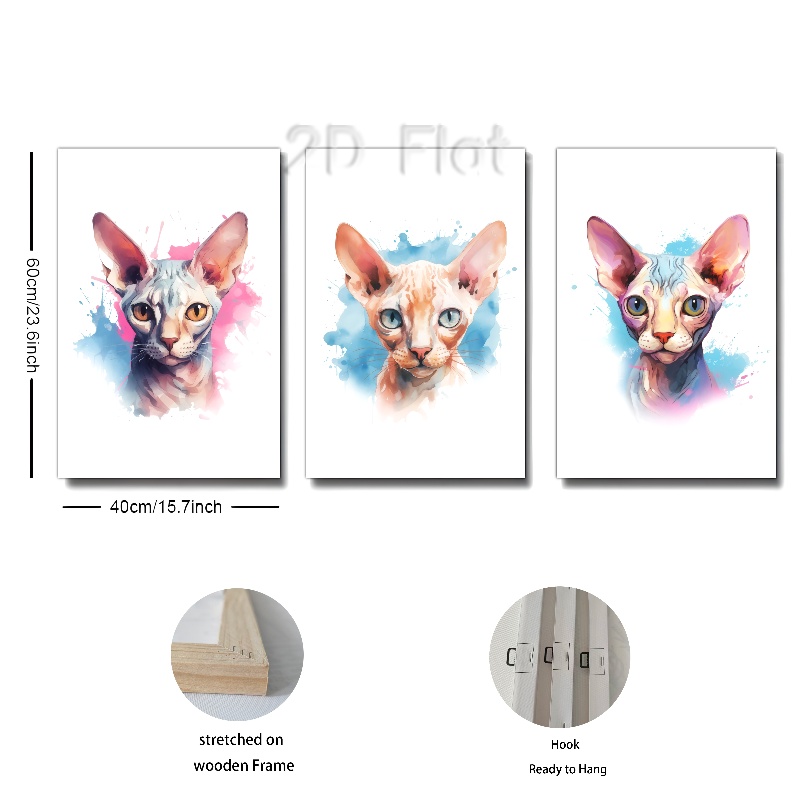 2D Flat
60cm/23.6inch
40cm/15.7inch
stretched on
wooden Frame
Hook
Ready to Hang